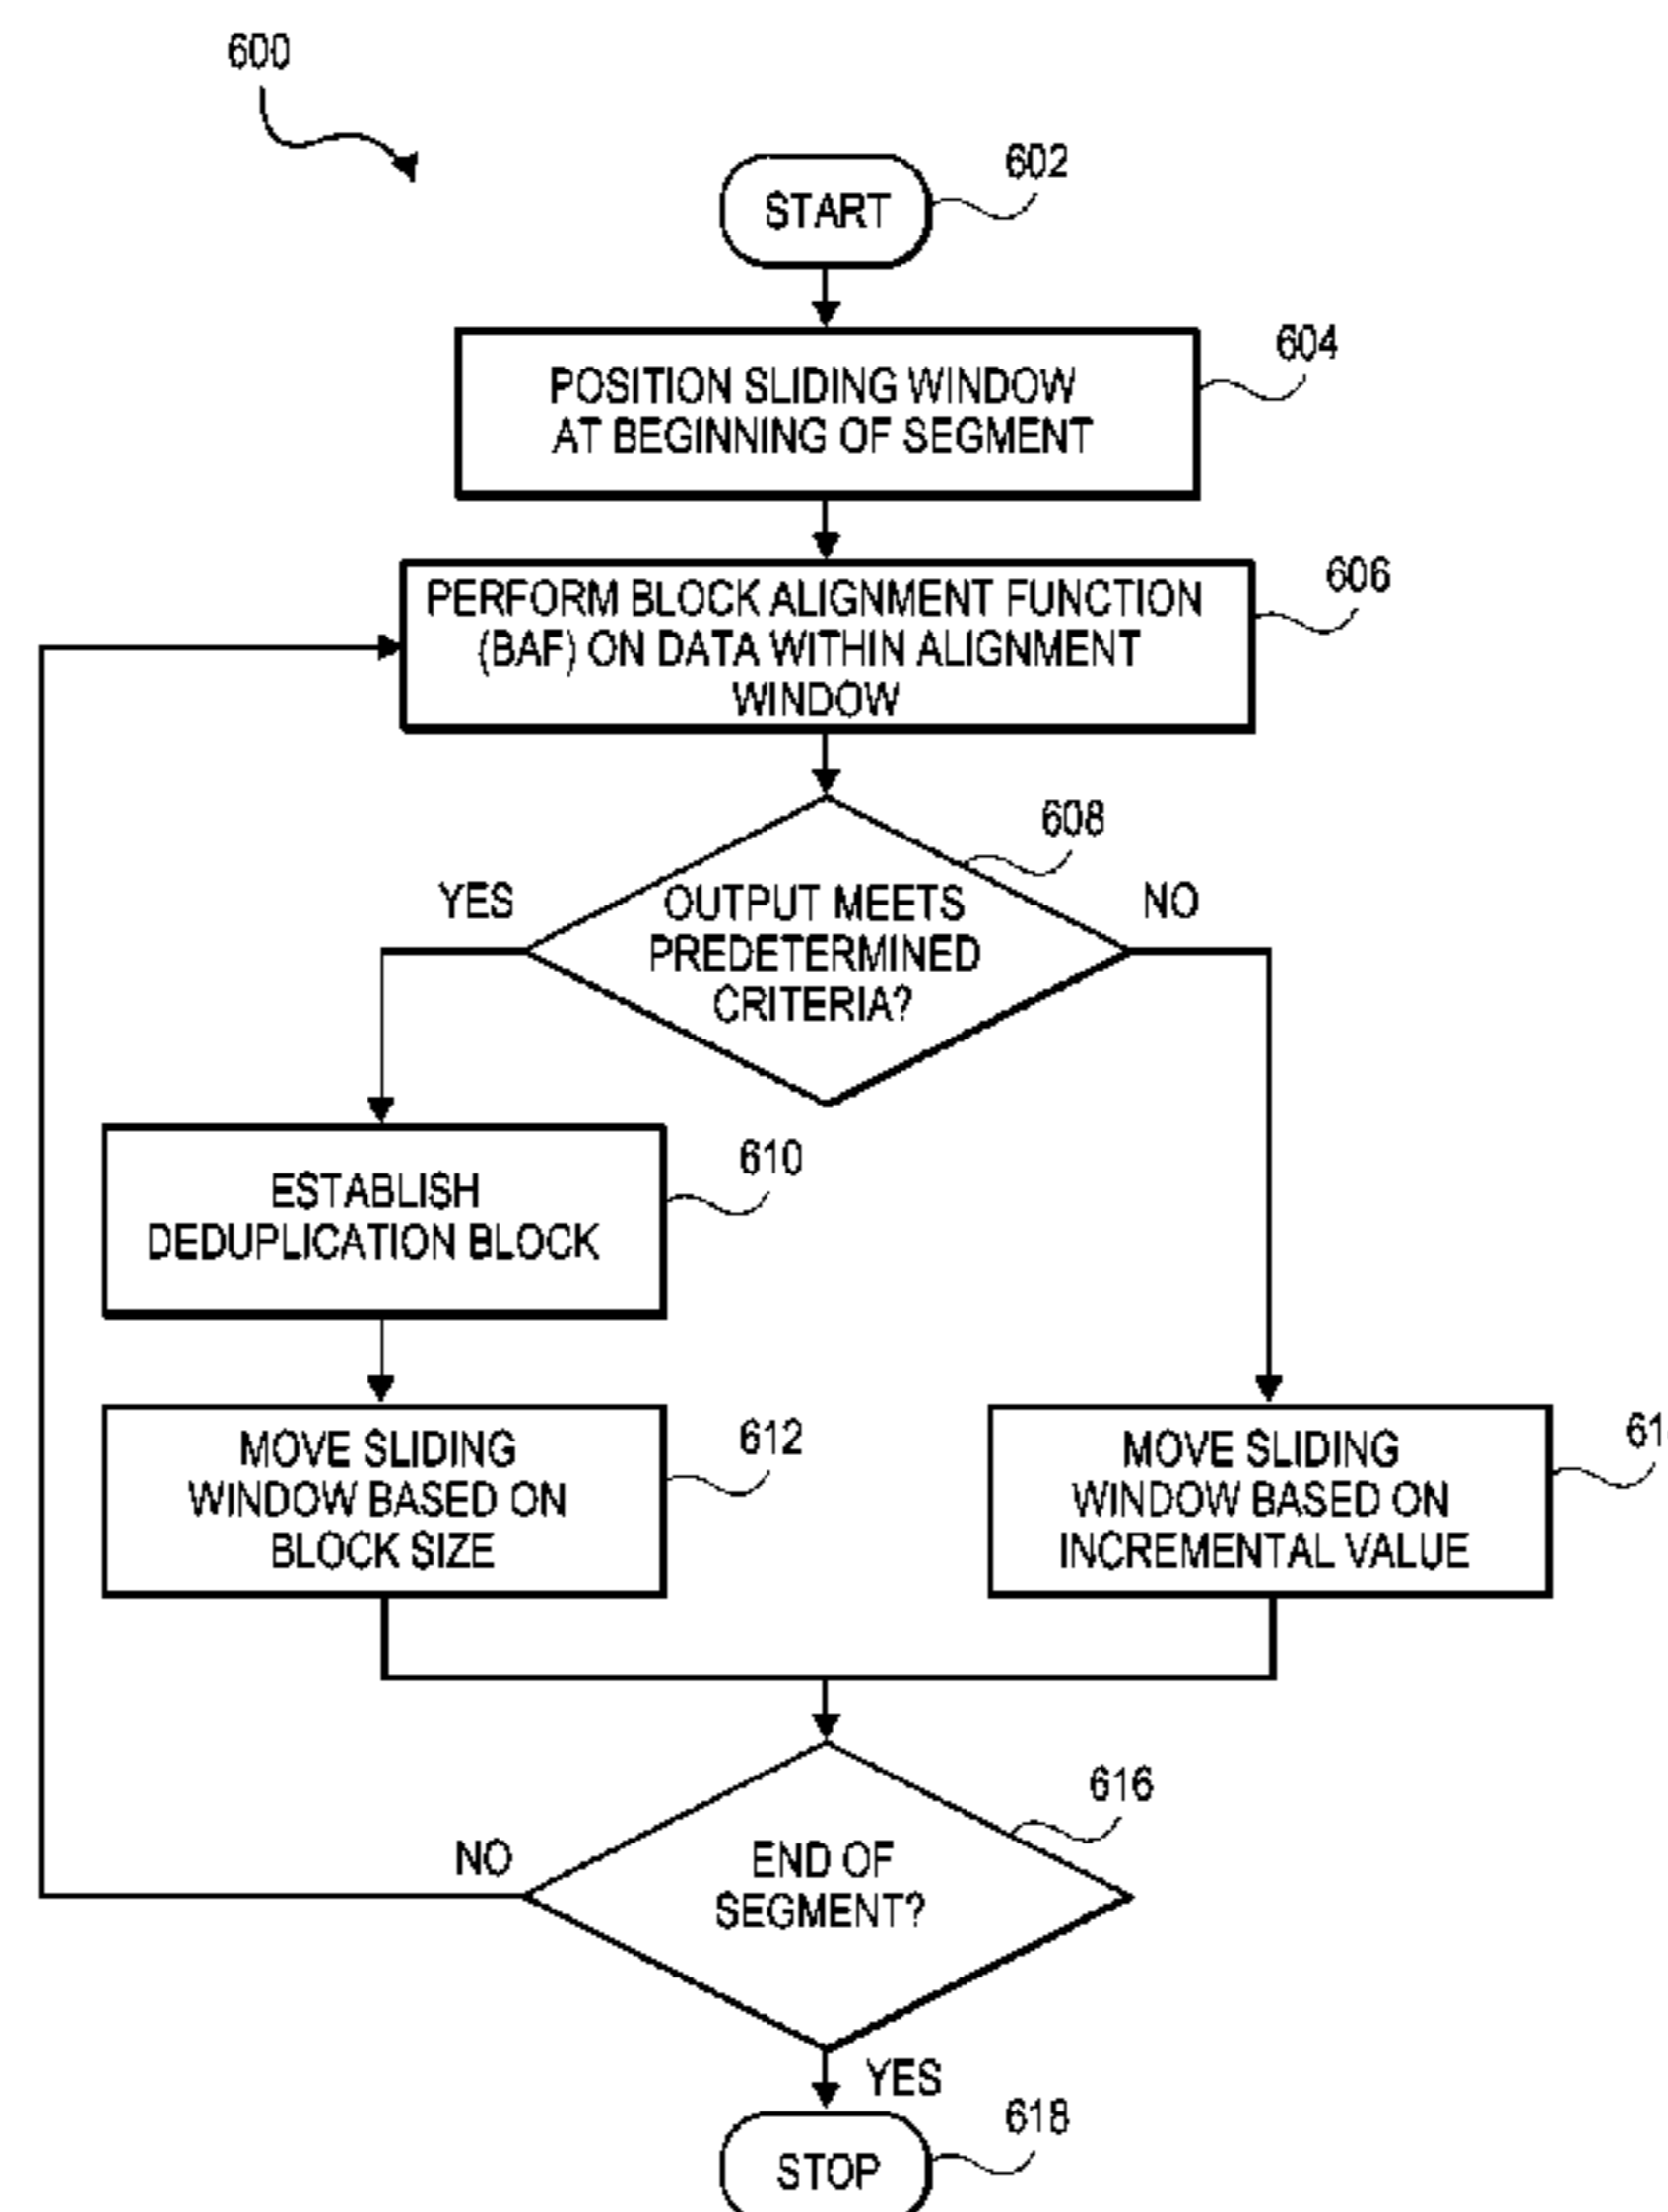 600
602
START
604
POSITION SLIDING WINDOW
AT BEGINNING OF SEGMENT
606
PERFORM BLOCK ALIGNMENT FUNCTION
(BAF) ON DATA WITHIN ALIGNMENT
WINDOW
608
YES
NO
OUTPUT MEETS
PREDETERMINED
CRITERIA?
610
ESTABLISH
DEDUPLICATION BLOCK
612
MOVE SLIDING
WINDOW BASED ON
BLOCK SIZE
MOVE SLIDING
WINDOW BASED ON
INCREMENTAL VALUE
616
NO
END OF
SEGMENT?
YES
618
STOP